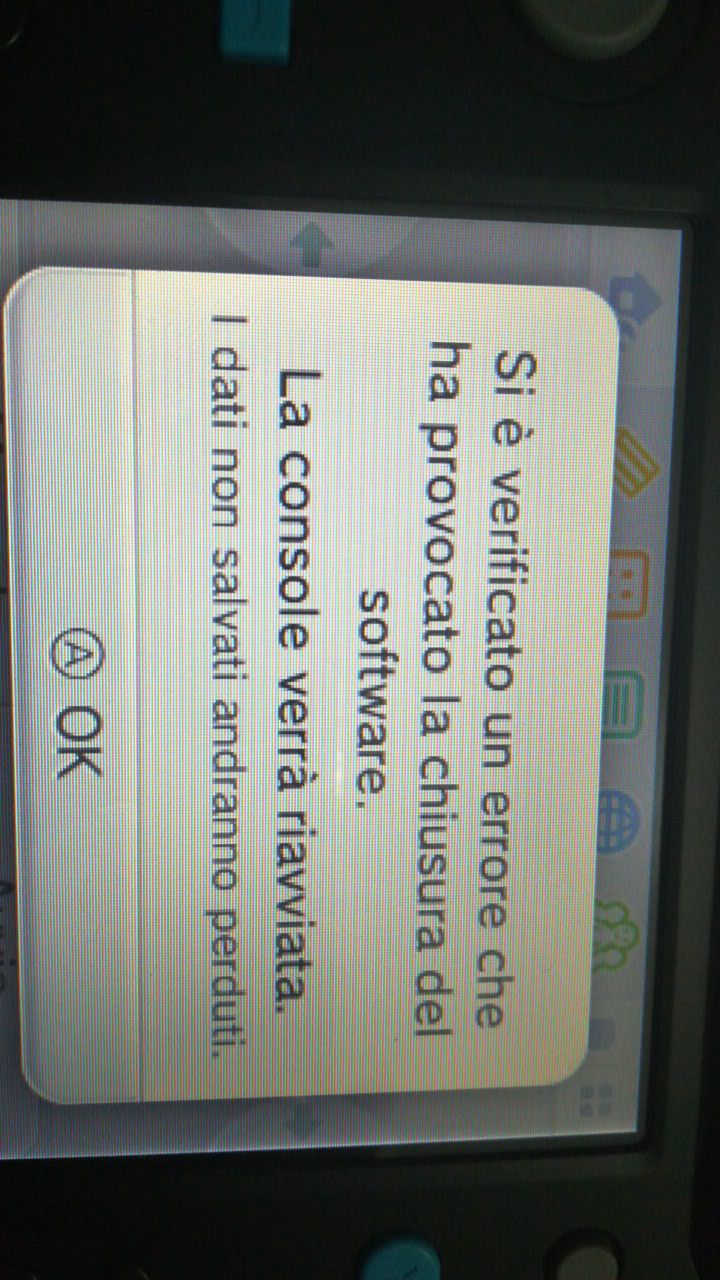 Si è verificato un errore che
ha provocato la chiusura del
software.
La console verrà riavviata.
I dati non salvati andranno perduti.
Ⓐ OK